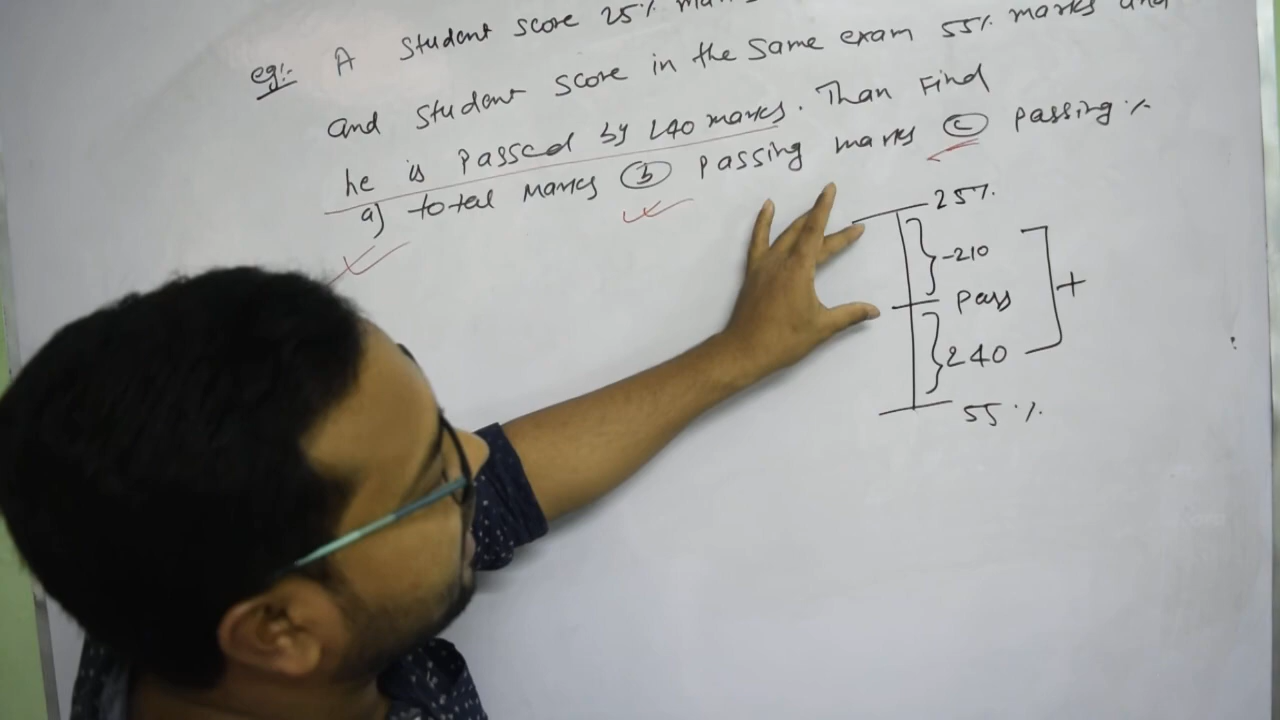 eg:- A student score 25%
and student score in the same exam 55% marks and
he is passed by 240 marks. Than Find
a) total marks (b) passing marks (c) passing %
25%
-210
pass
+
240
55%